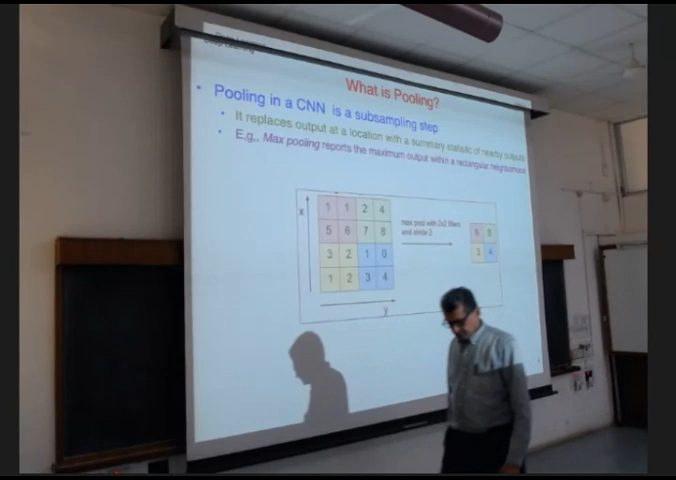 What is Pooling?
• Pooling in a CNN is a subsampling step
• It replaces output at a location with a summary statistic of nearby outputs
• E.g., Max pooling reports the maximum output within a rectangular neighborhood
x
1 1 2 4
5 6 7 8
3 2 1 0
1 2 3 4
y
max pool with 2x2 filters
and stride 2
6 8
3 4